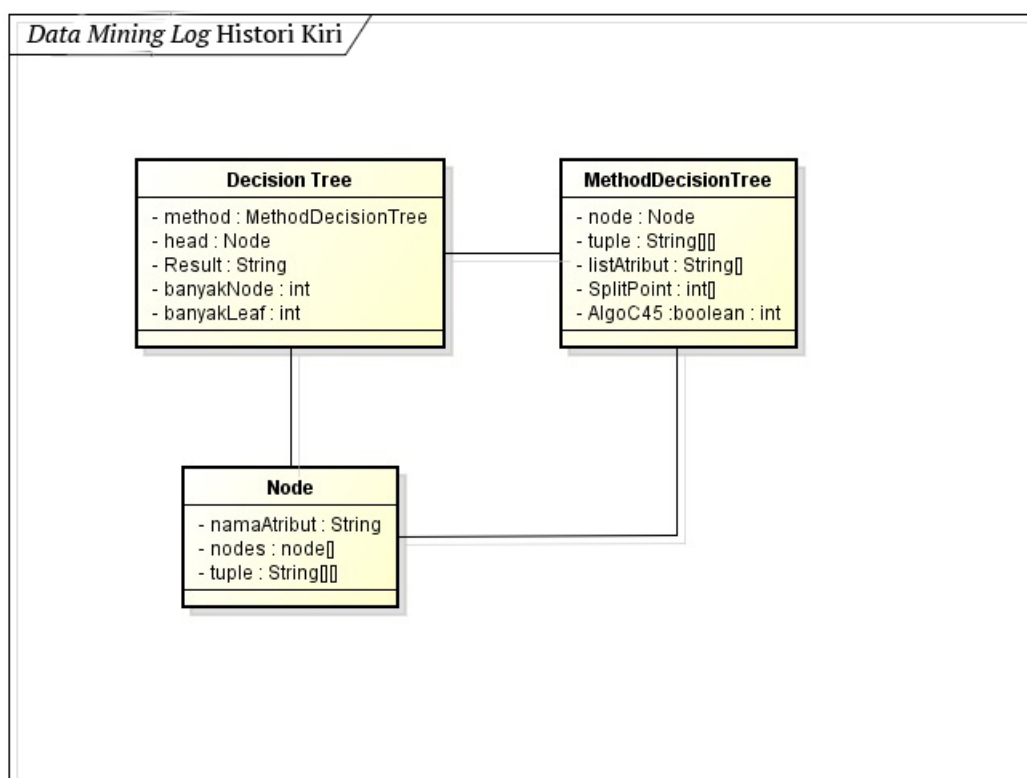 Data Mining Log Histori Kiri
Decision Tree
- method : MethodDecisionTree
- head : Node
- Result : String
- banyakNode : int
- banyakLeaf : int
MethodDecisionTree
- node : Node
- tuple : String[][]
- listAtribut : String[]
- SplitPoint : int[]
- AlgoC45 :boolean : int
Node
- namaAtribut : String
- nodes : node[]
- tuple : String[][]